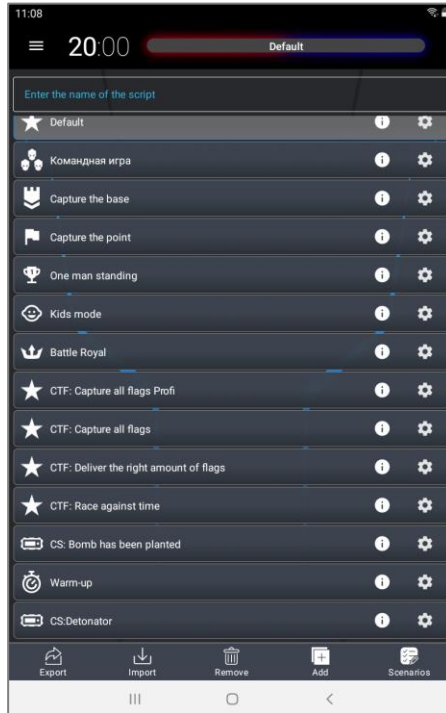 11:08
20:00
Default
Enter the name of the script
Default
Командная игра
Capture the base
Capture the point
One man standing
Kids mode
Battle Royal
CTF: Capture all flags Profi
CTF: Capture all flags
CTF: Deliver the right amount of flags
CTF: Race against time
CS: Bomb has been planted
Warm-up
CS:Detonator
Export Import Remove Add Scenarios